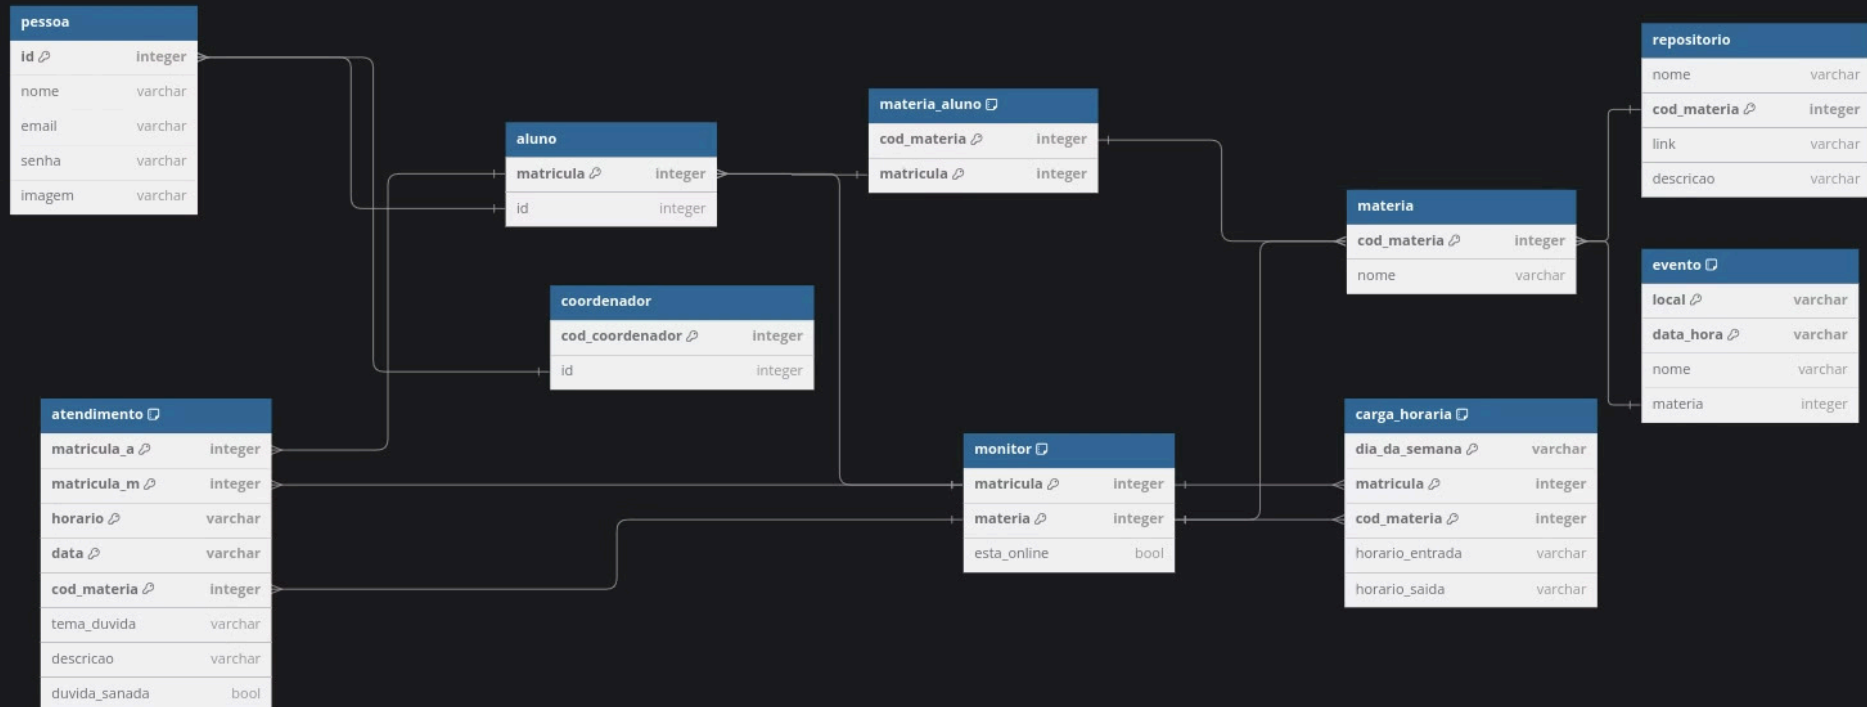 pessoa
id integer
nome varchar
email varchar
senha varchar
imagem varchar
aluno
matricula integer
id integer
materia_aluno
cod_materia integer
matricula integer
repositorio
nome varchar
cod_materia integer
link varchar
descricao varchar
materia
cod_materia integer
nome varchar
evento
local varchar
data_hora varchar
nome varchar
materia integer
coordenador
cod_coordenador integer
id integer
atendimento
matricula_a integer
matricula_m integer
horario varchar
data varchar
cod_materia integer
tema_duvida varchar
descricao varchar
duvida_sanada bool
monitor
matricula integer
materia integer
esta_online bool
carga_horaria
dia_da_semana varchar
matricula integer
cod_materia integer
horario_entrada varchar
horario_saida varchar